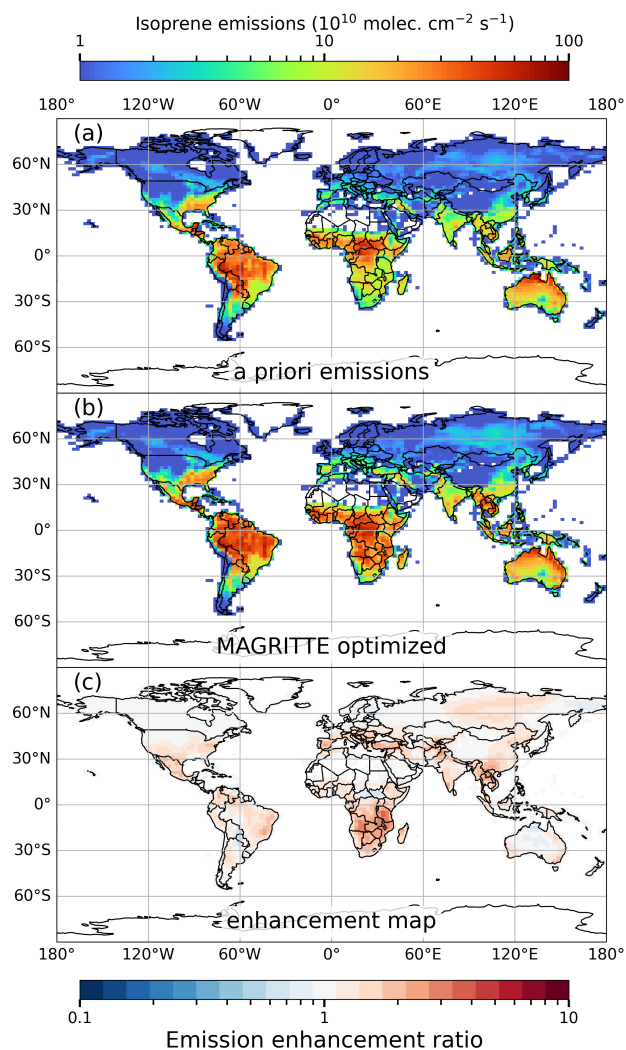 Isoprene emissions (10¹⁰ molec. cm⁻² s⁻¹)
1 10 100
180° 120°W 60°W 0° 60°E 120°E 180°
(a)
60°N
30°N
0°
30°S
60°S
a priori emissions
(b)
60°N
30°N
0°
30°S
60°S
MAGRITTE optimized
(c)
60°N
30°N
0°
30°S
60°S
enhancement map
180° 120°W 60°W 0° 60°E 120°E 180°
0.1 1 10
Emission enhancement ratio